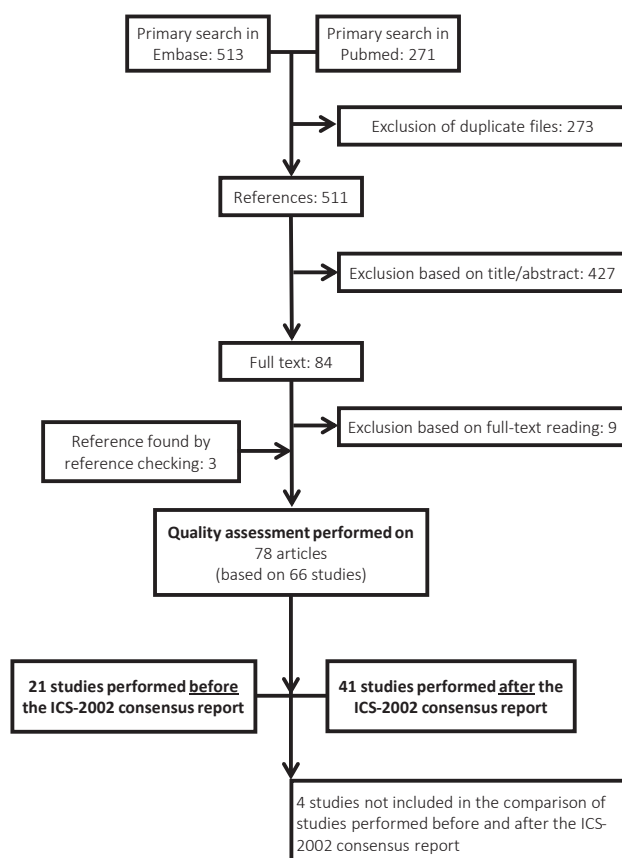 Primary search in
Embase: 513
Primary search in
Pubmed: 271
Exclusion of duplicate files: 273
References: 511
Exclusion based on title/abstract: 427
Full text: 84
Exclusion based on full-text reading: 9
Reference found by
reference checking: 3
Quality assessment performed on
78 articles
(based on 66 studies)
21 studies performed before
the ICS-2002 consensus report
41 studies performed after the
ICS-2002 consensus report
4 studies not included in the comparison of
studies performed before and after the ICS-
2002 consensus report